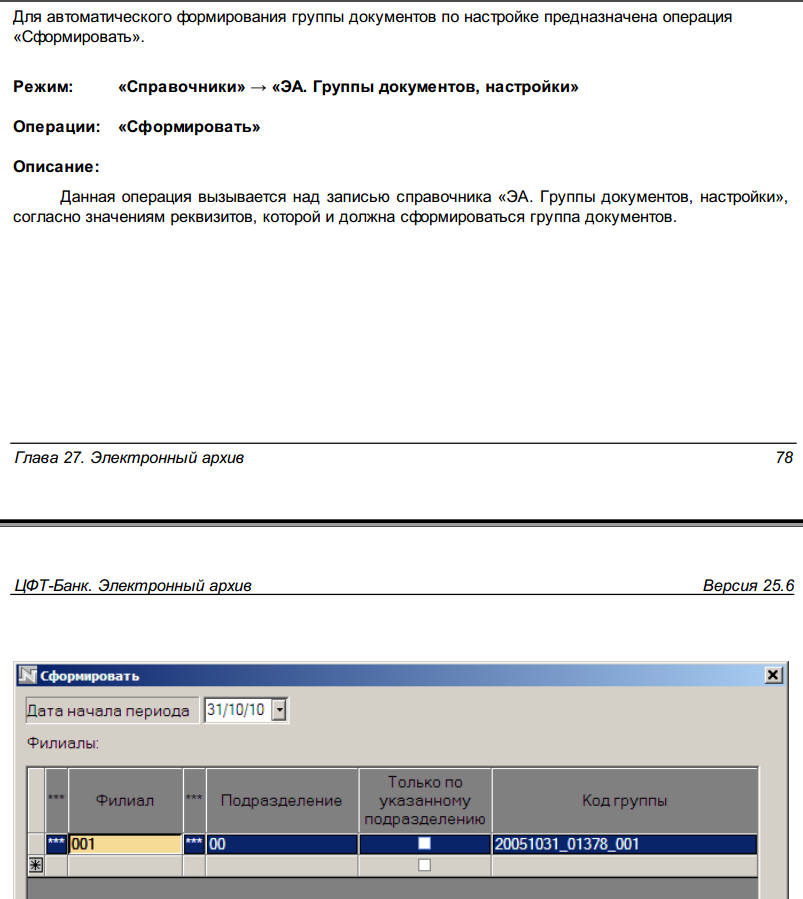 Для автоматического формирования группы документов по настройке предназначена операция
«Сформировать».
Режим: «Справочники» → «ЭА. Группы документов, настройки»
Операции: «Сформировать»
Описание:
Данная операция вызывается над записью справочника «ЭА. Группы документов, настройки»,
согласно значениям реквизитов, которой и должна сформироваться группа документов.
Глава 27. Электронный архив 78
ЦФТ-Банк. Электронный архив Версия 25.6
Сформировать
Дата начала периода 31/10/10
Филиалы:
*** Филиал *** Подразделение Только по указанному подразделению Код группы
*** 001 *** 00 20051031_01378_001